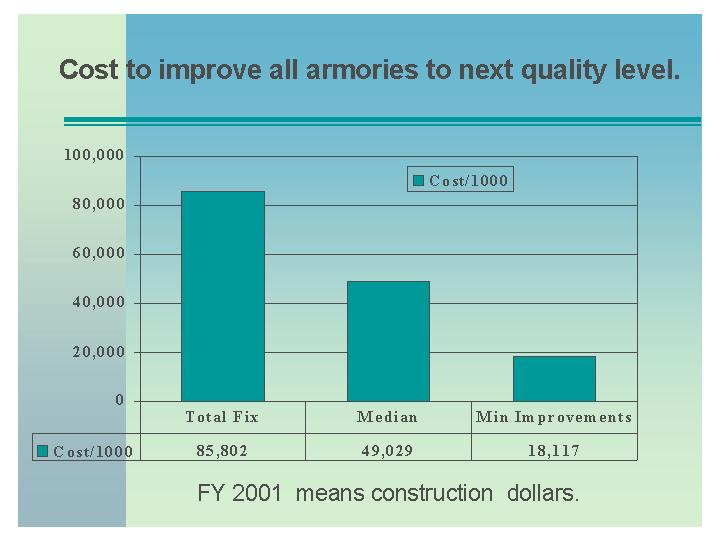 Cost to improve all armories to next quality level.
100,000
Cost/1000
80,000
60,000
40,000
20,000
0
Total Fix Median Min Improvements
Cost/1000 85,802 49,029 18,117
FY 2001 means construction dollars.